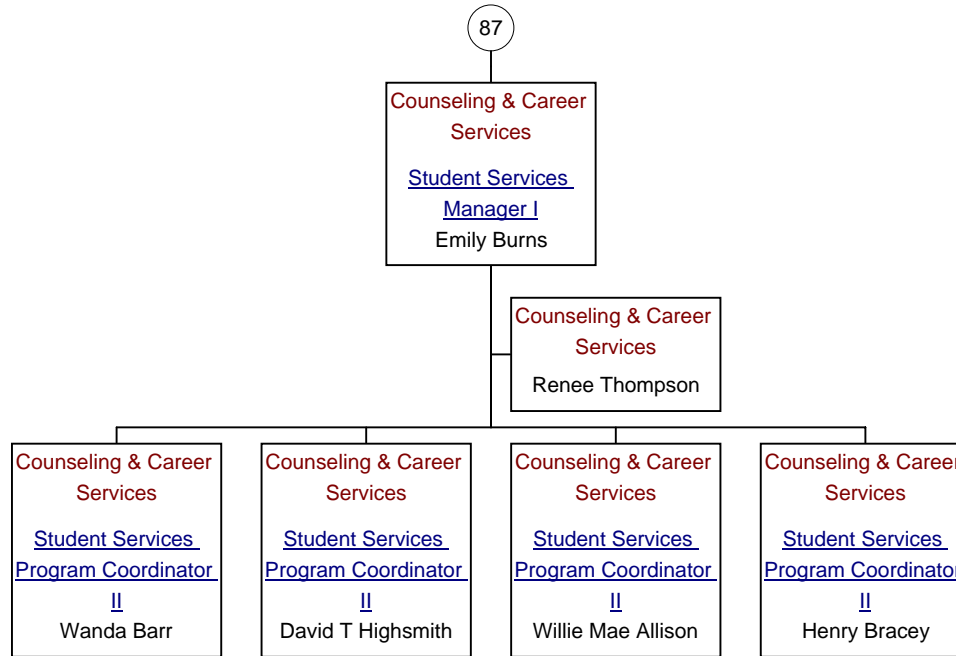 87
Counseling & Career
Services
Student Services
Manager I
Emily Burns
Counseling & Career
Services
Renee Thompson
Counseling & Career
Services
Student Services
Program Coordinator
II
Wanda Barr
Counseling & Career
Services
Student Services
Program Coordinator
II
David T Highsmith
Counseling & Career
Services
Student Services
Program Coordinator
II
Willie Mae Allison
Counseling & Career
Services
Student Services
Program Coordinator
II
Henry Bracey